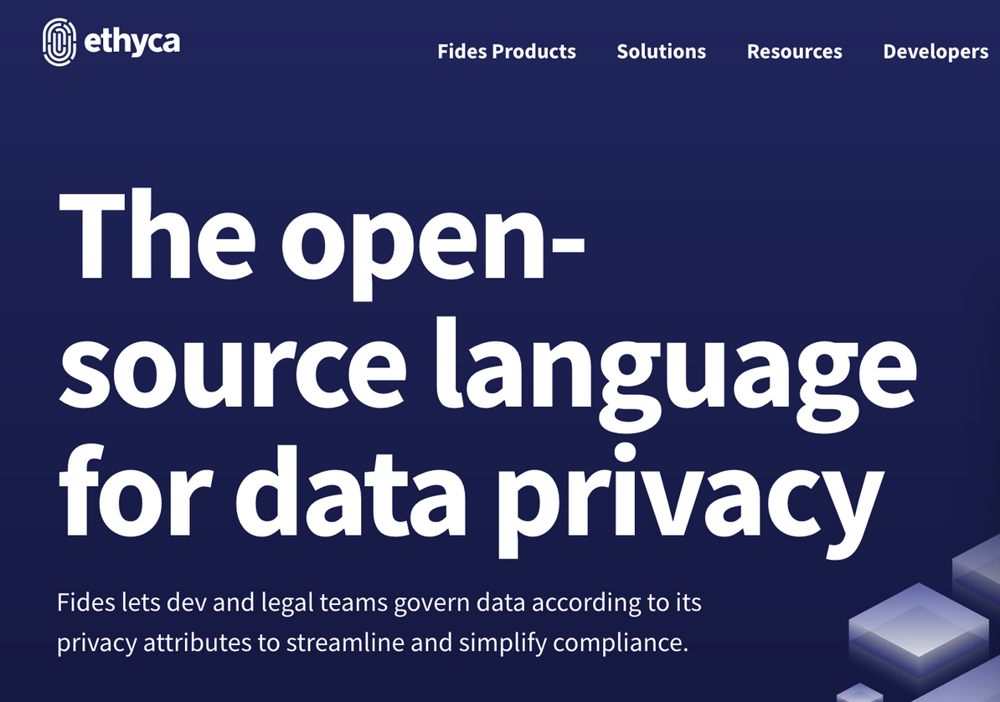 ethyca
Fides Products Solutions Resources Developers
The open-
source language
for data privacy
Fides lets dev and legal teams govern data according to its
privacy attributes to streamline and simplify compliance.